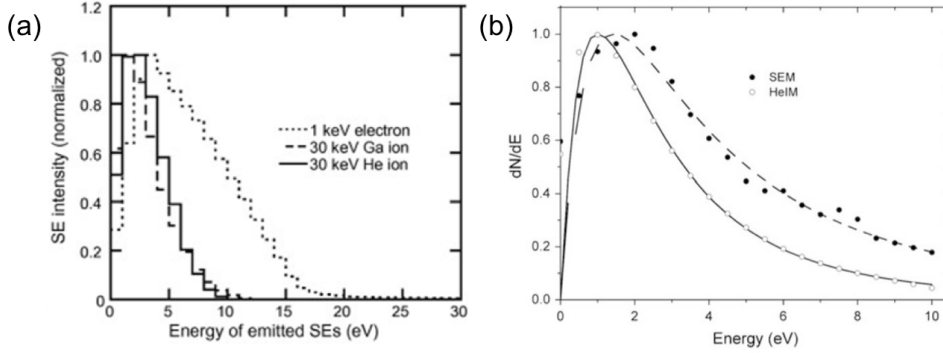 (a)
SE intensity (normalized)
1.0
0.8
0.6
0.4
0.2
0
1 keV electron
30 keV Ga ion
30 keV He ion
0 5 10 15 20 25 30
Energy of emitted SEs (eV)
(b)
dN/dE
1.0
0.8
0.6
0.4
0.2
0.0
SEM
HeIM
0 2 4 6 8 10
Energy (eV)